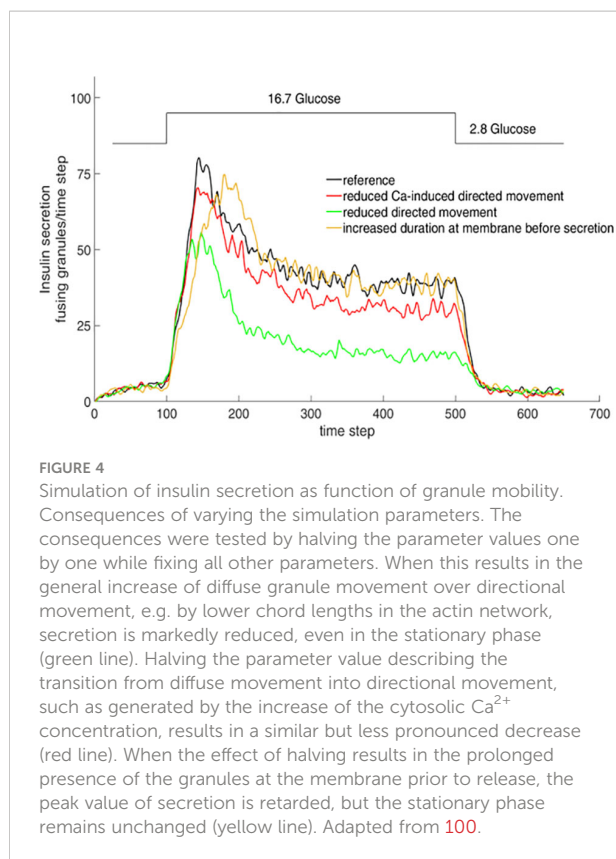 100
75
50
25
0
Insulin secretion
fusing granules/time step
16.7 Glucose
2.8 Glucose
reference
reduced Ca-induced directed movement
reduced directed movement
increased duration at membrane before secretion
0 100 200 300 400 500 600 700
time step
FIGURE 4
Simulation of insulin secretion as function of granule mobility.
Consequences of varying the simulation parameters. The
consequences were tested by halving the parameter values one
by one while fixing all other parameters. When this results in the
general increase of diffuse granule movement over directional
movement, e.g. by lower chord lengths in the actin network,
secretion is markedly reduced, even in the stationary phase
(green line). Halving the parameter value describing the
transition from diffuse movement into directional movement,
such as generated by the increase of the cytosolic Ca²⁺
concentration, results in a similar but less pronounced decrease
(red line). When the effect of halving results in the prolonged
presence of the granules at the membrane prior to release, the
peak value of secretion is retarded, but the stationary phase
remains unchanged (yellow line). Adapted from 100.